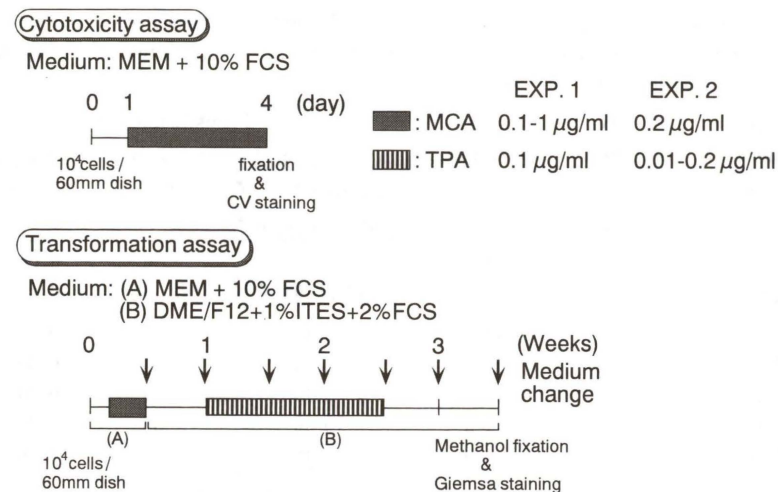 Cytotoxicity assay
Medium: MEM + 10% FCS
0 1 4 (day)
10⁴cells /
60mm dish
fixation
&
CV staining
EXP. 1 EXP. 2
: MCA 0.1-1 μg/ml 0.2 μg/ml
: TPA 0.1 μg/ml 0.01-0.2 μg/ml
Transformation assay
Medium: (A) MEM + 10% FCS
(B) DME/F12+1%ITES+2%FCS
0 1 2 3 (Weeks)
Medium
change
(A) (B)
10⁴cells /
60mm dish
Methanol fixation
&
Giemsa staining